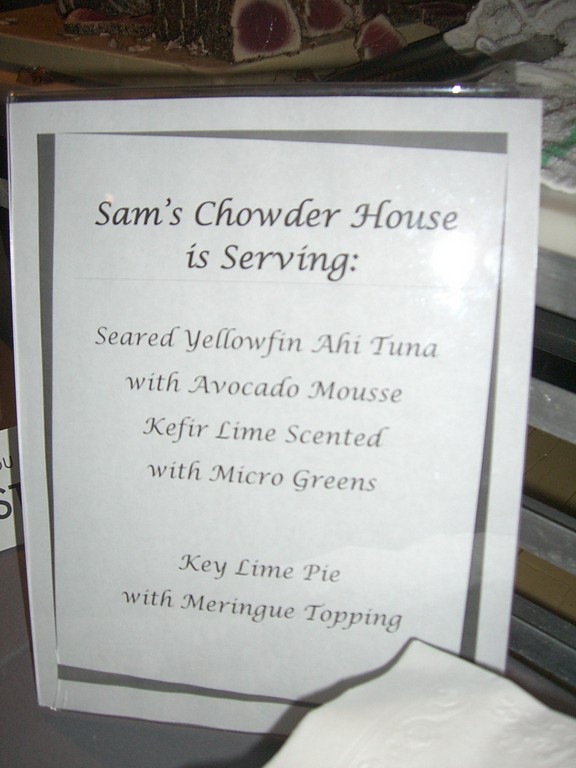 Sam's Chowder House
is Serving:
Seared Yellowfin Ahi Tuna
with Avocado Mousse
Kefir Lime Scented
with Micro Greens
Key Lime Pie
with Meringue Topping